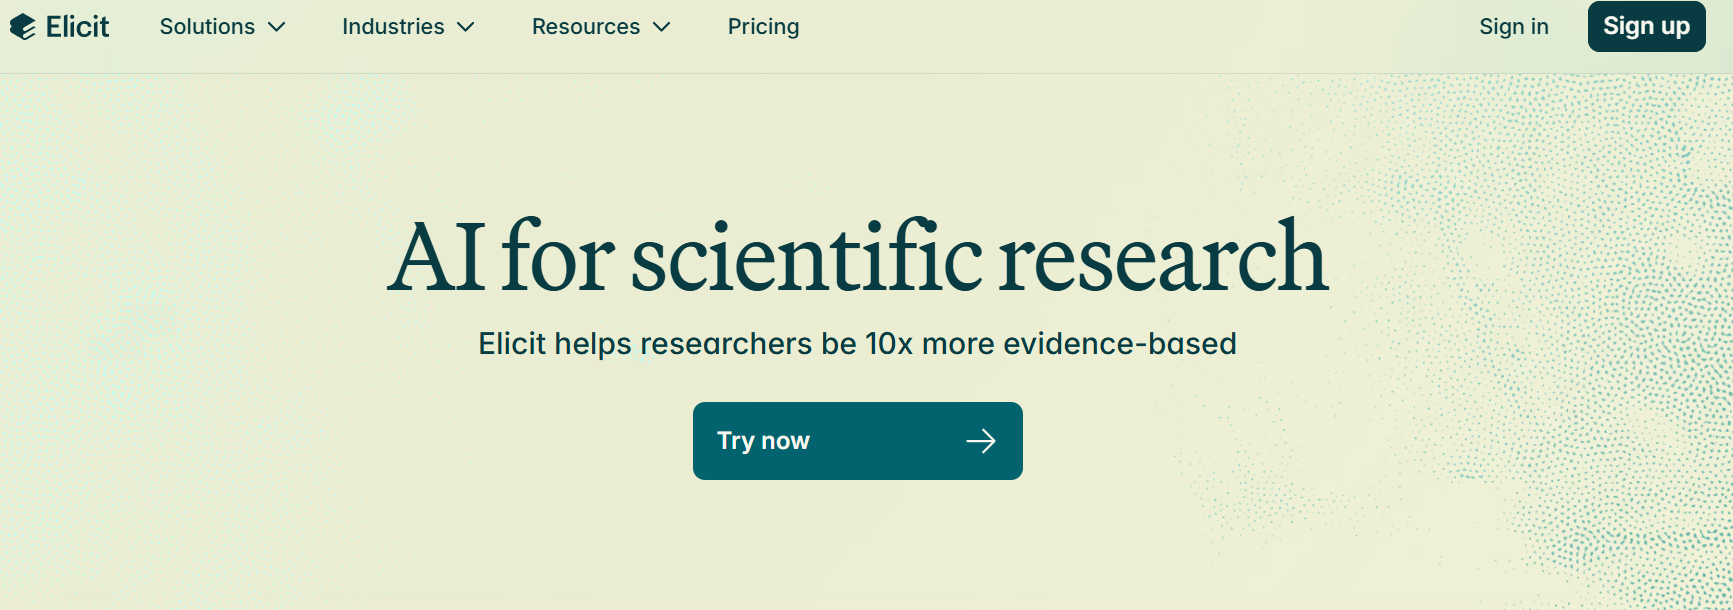 Elicit Solutions Industries Resources Pricing Sign in Sign up
AI for scientific research
Elicit helps researchers be 10x more evidence-based
Try now